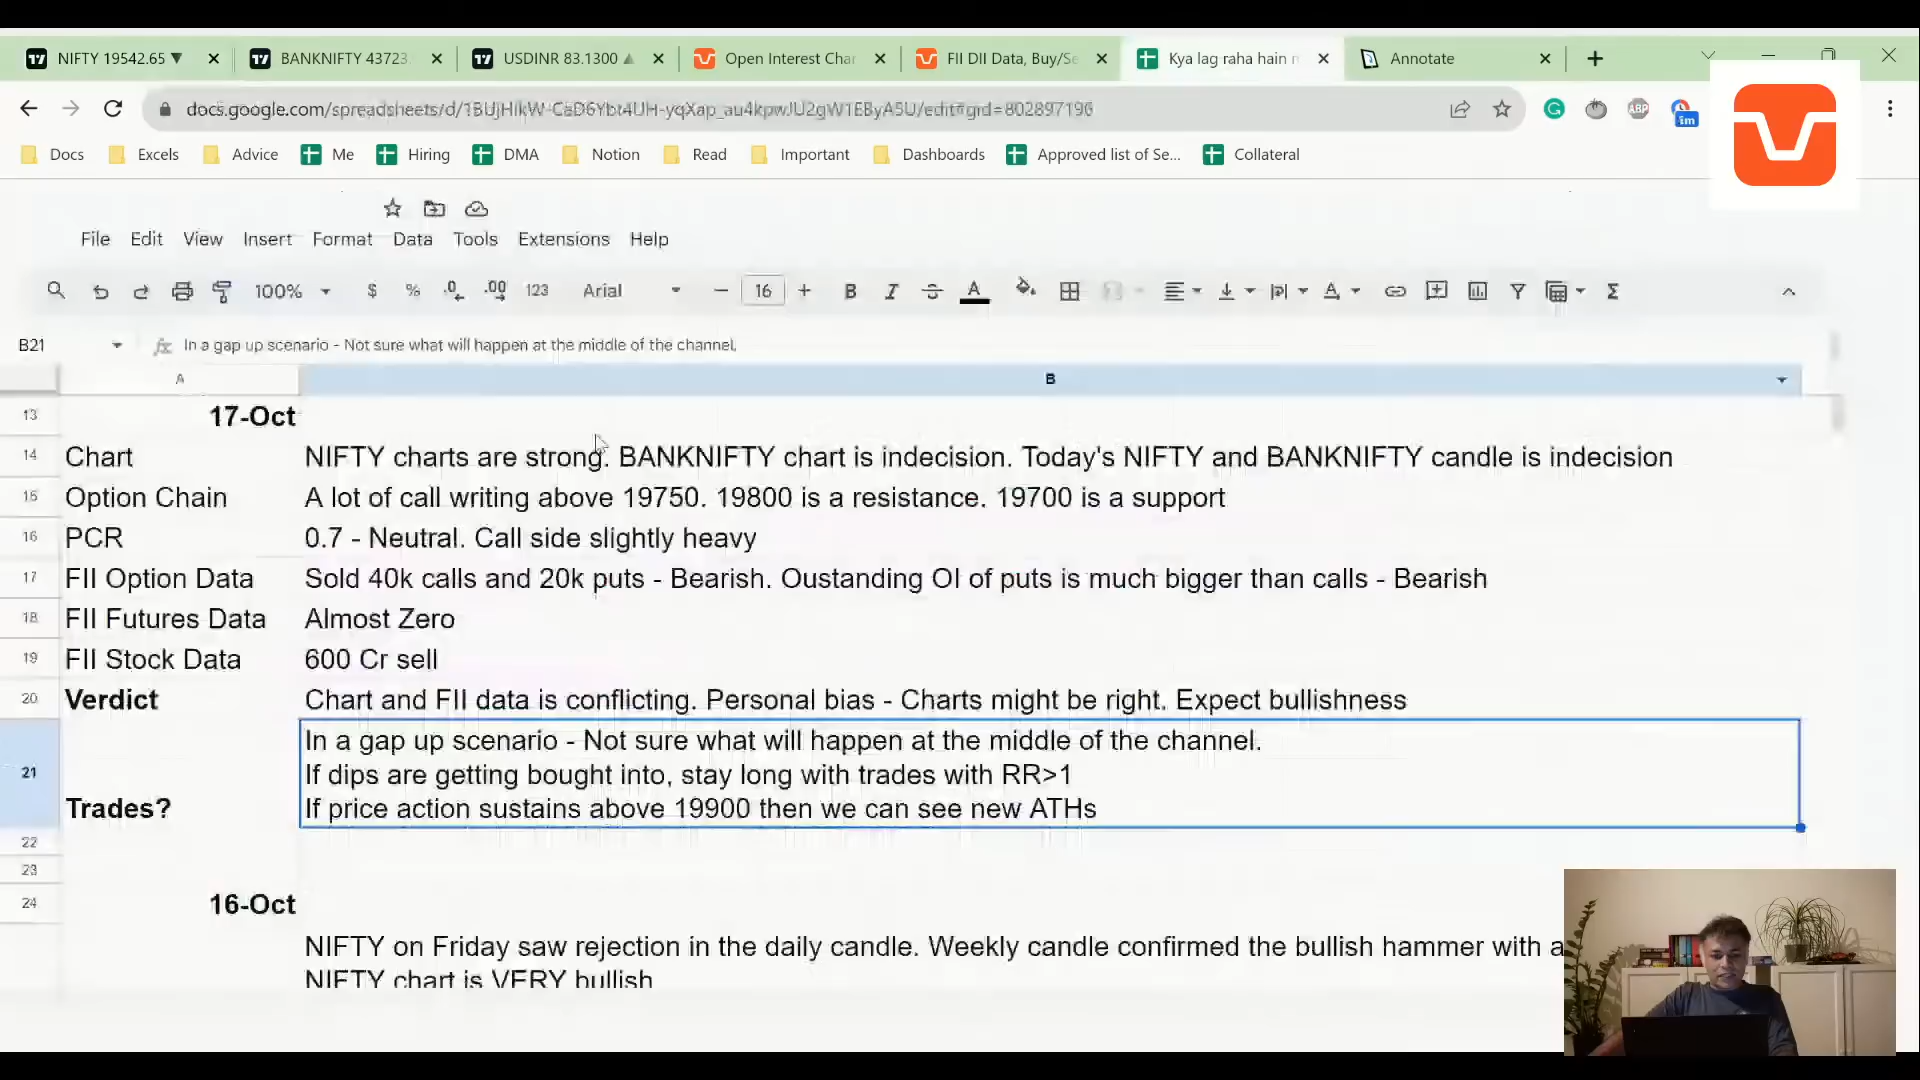 NIFTY 19542.65 ▼
BANKNIFTY 43723
USDINR 83.1300 ▲
Open Interest Char
FII DII Data, Buy/Se
Kya lag raha hain n
Annotate
Docs
Excels
Advice
Me
Hiring
DMA
Notion
Read
Important
Dashboards
Approved list of Se...
Collateral
ABP
1m
File Edit View Insert Format Data Tools Extensions Help
100% $ % .0 .00 123 Arial 16 B I A
B21
fx In a gap up scenario - Not sure what will happen at the middle of the channel.
A B
13 17-Oct
14 Chart NIFTY charts are strong. BANKNIFTY chart is indecision. Today's NIFTY and BANKNIFTY candle is indecision
15 Option Chain A lot of call writing above 19750. 19800 is a resistance. 19700 is a support
16 PCR 0.7 - Neutral. Call side slightly heavy
17 FII Option Data Sold 40k calls and 20k puts - Bearish. Oustanding OI of puts is much bigger than calls - Bearish
18 FII Futures Data Almost Zero
19 FII Stock Data 600 Cr sell
20 Verdict Chart and FII data is conflicting. Personal bias - Charts might be right. Expect bullishness
In a gap up scenario - Not sure what will happen at the middle of the channel.
21 If dips are getting bought into, stay long with trades with RR>1
Trades? If price action sustains above 19900 then we can see new ATHs
22
23
24 16-Oct
NIFTY on Friday saw rejection in the daily candle. Weekly candle confirmed the bullish hammer with a
NIFTY chart is VERY bullish